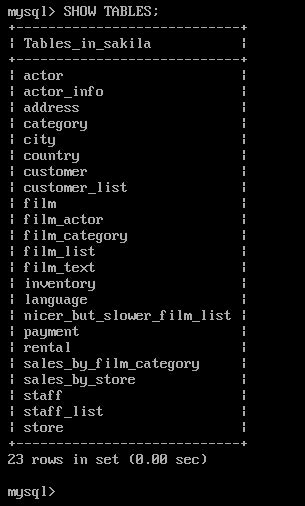 mysql> SHOW TABLES;
+----------------------------+
| Tables_in_sakila           |
+----------------------------+
| actor                      |
| actor_info                 |
| address                    |
| category                   |
| city                       |
| country                    |
| customer                   |
| customer_list              |
| film                       |
| film_actor                 |
| film_category              |
| film_list                  |
| film_text                  |
| inventory                  |
| language                   |
| nicer_but_slower_film_list |
| payment                    |
| rental                     |
| sales_by_film_category     |
| sales_by_store             |
| staff                      |
| staff_list                 |
| store                      |
+----------------------------+
23 rows in set (0.00 sec)
mysql>